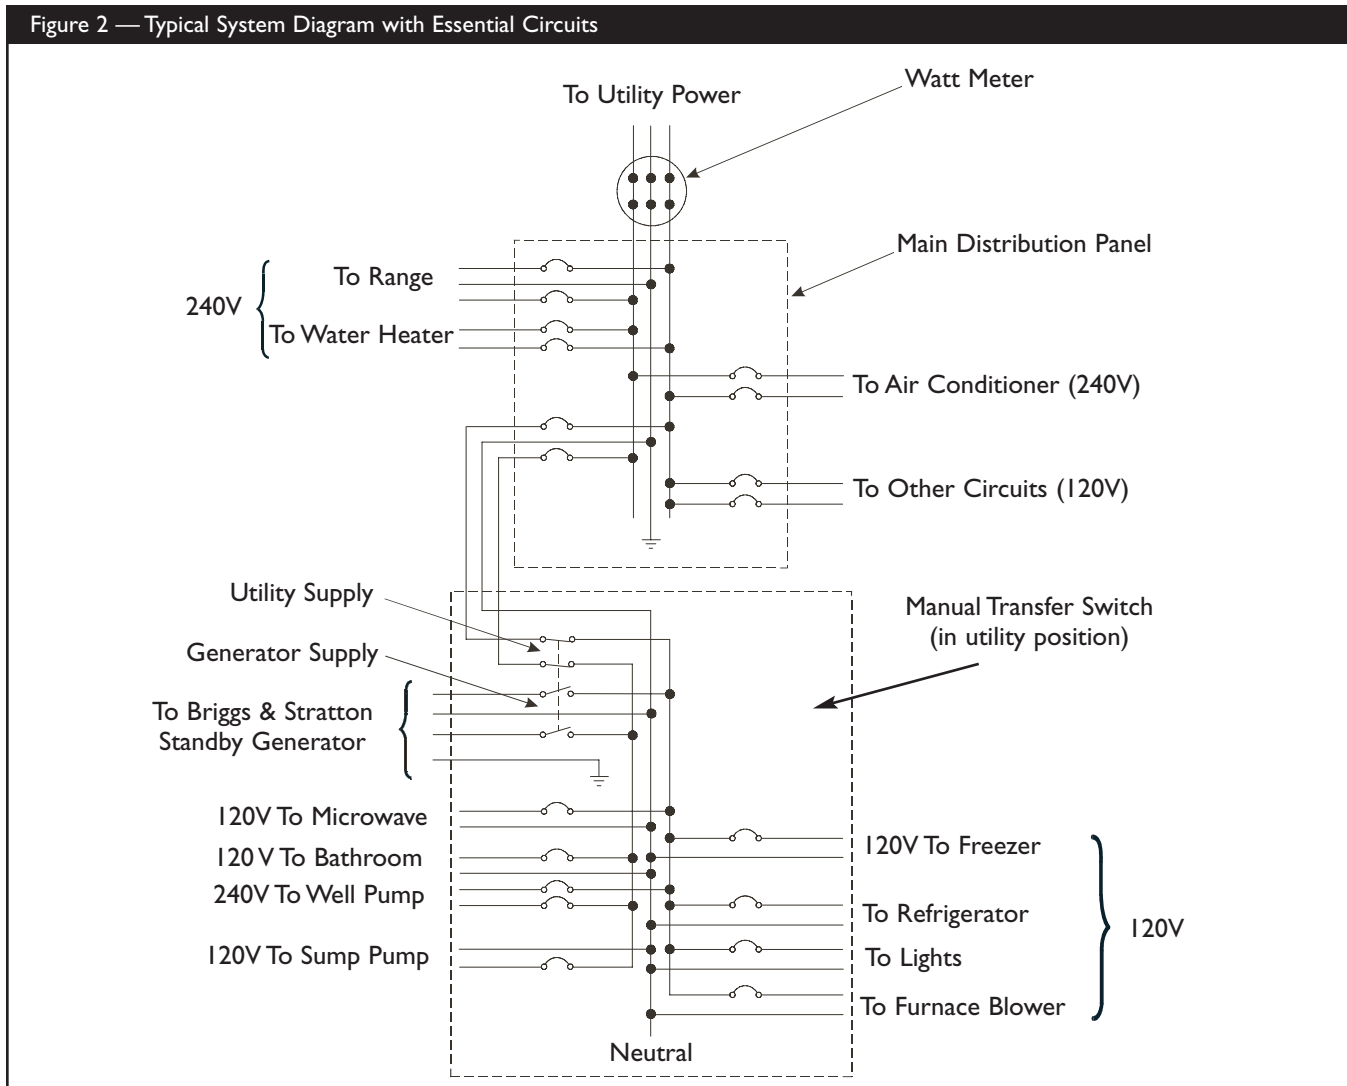 Figure 2 — Typical System Diagram with Essential Circuits
To Utility Power
Watt Meter
Main Distribution Panel
To Range
240V
To Water Heater
To Air Conditioner (240V)
To Other Circuits (120V)
Utility Supply
Manual Transfer Switch
(in utility position)
Generator Supply
To Briggs & Stratton
Standby Generator
120V To Microwave
120V To Freezer
120 V To Bathroom
240V To Well Pump
To Refrigerator
120V
120V To Sump Pump
To Lights
To Furnace Blower
Neutral